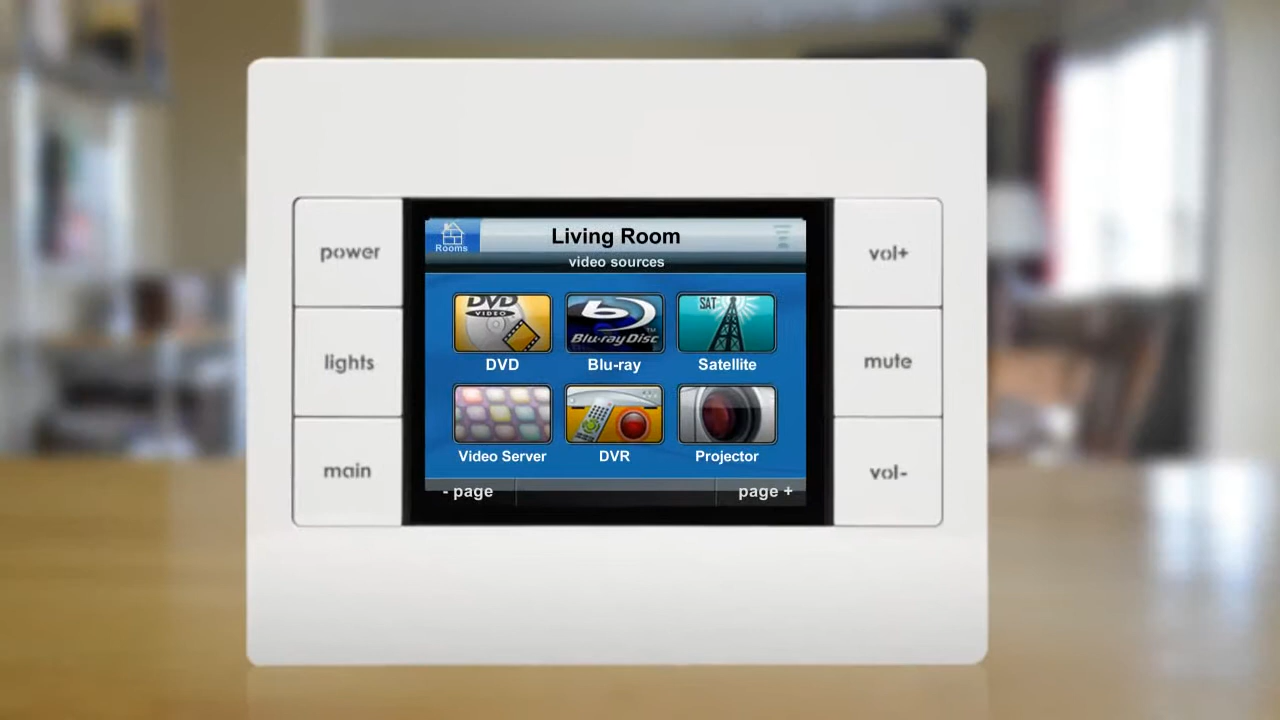 Living Room
Rooms
video sources
power
lights
main
DVD
VIDEO
Blu-ray Disc
TM
SAT
DVD
Blu-ray
Satellite
Video Server
DVR
Projector
- page
page +
vol+
mute
vol-